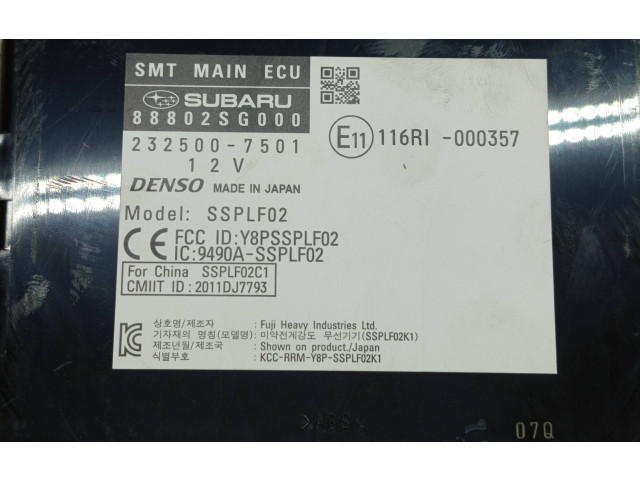 SMT MAIN ECU
SUBARU
88802SG000
232500-7501
12V
DENSO MADE IN JAPAN
E11 116RI -000357
Model: SSPLF02
CE FCC ID:Y8PSSPLF02
IC:9490A-SSPLF02
For China SSPLF02C1
CMIIT ID:2011DJ7793
상호명/제조자 : Fuji Heavy Industries Ltd.
기자재의 명칭(모델명) : 미약전계강도 무선기기(SSPLF02K1)
제조년월/제조국 : Shown on product./Japan
식별부호 : KCC-RRM-Y8P-SSPLF02K1
>ABS<
07Q